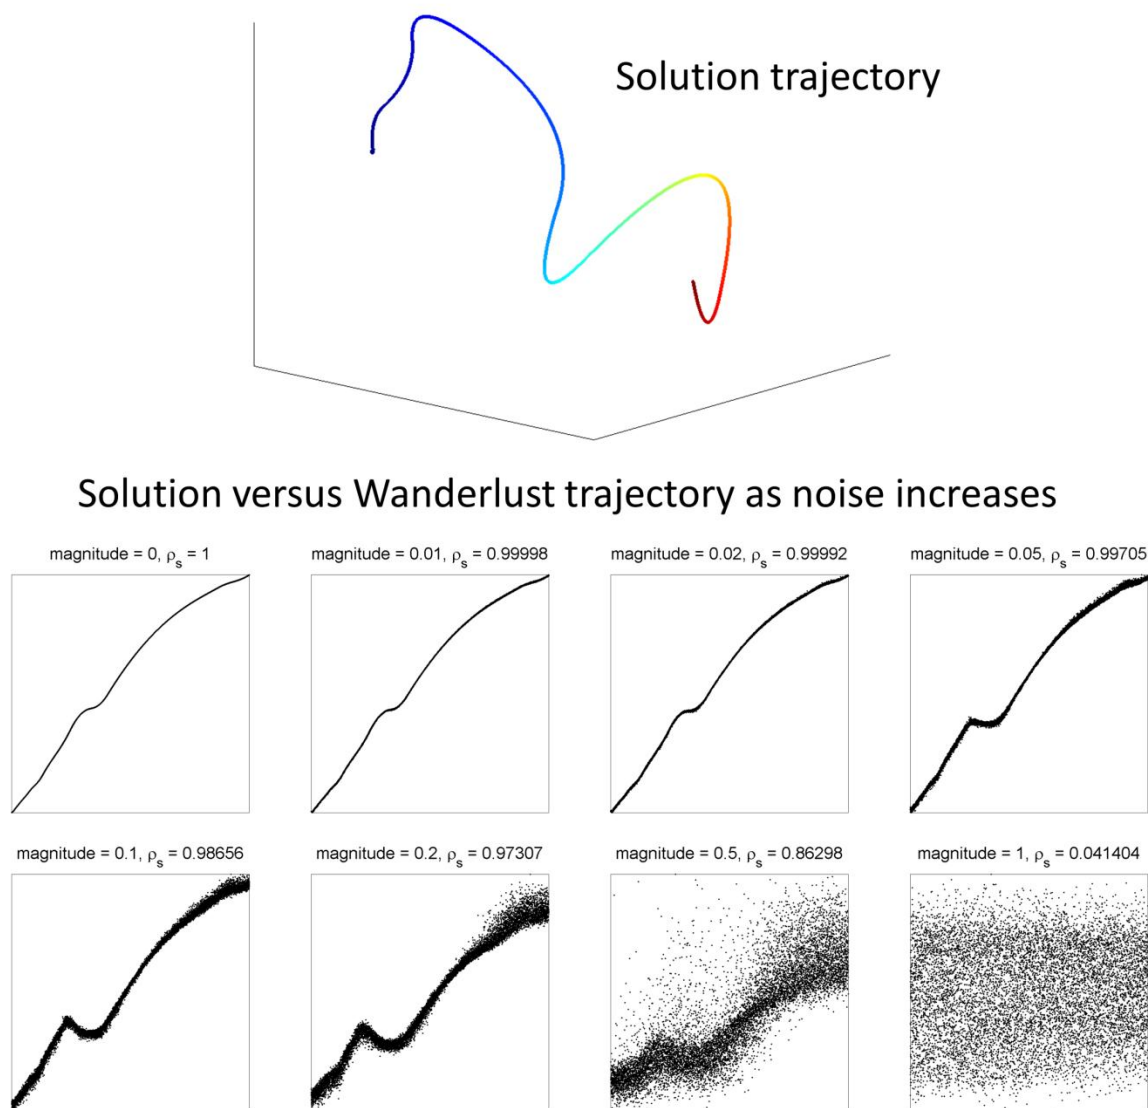 Solution trajectory
Solution versus Wanderlust trajectory as noise increases
magnitude = 0, ρs = 1
magnitude = 0.01, ρs = 0.99998
magnitude = 0.02, ρs = 0.99992
magnitude = 0.05, ρs = 0.99705
magnitude = 0.1, ρs = 0.98656
magnitude = 0.2, ρs = 0.97307
magnitude = 0.5, ρs = 0.86298
magnitude = 1, ρs = 0.041404